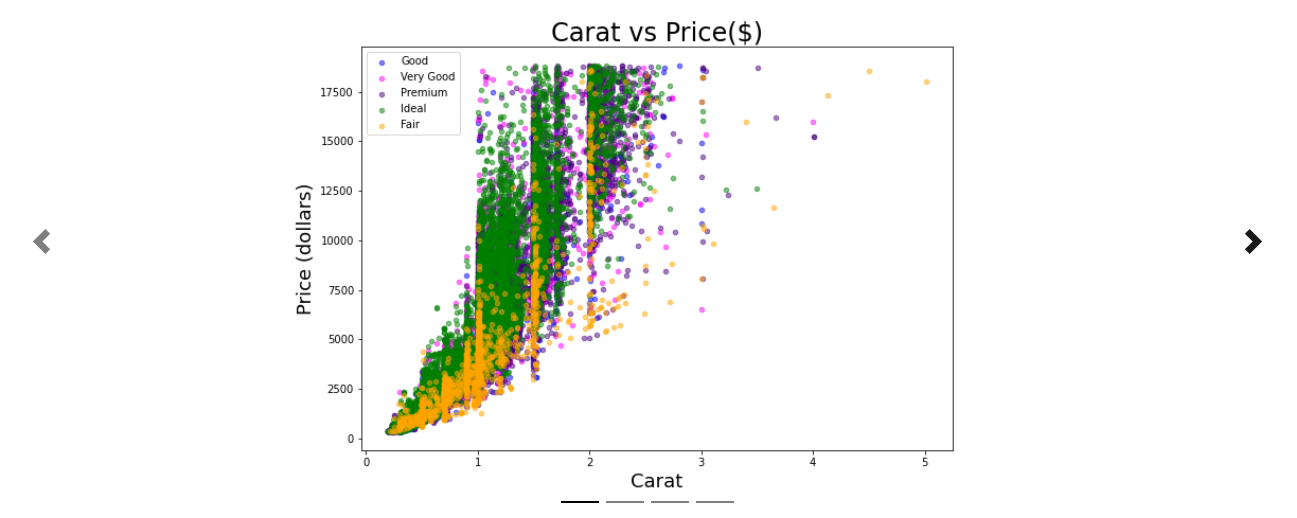 Carat vs Price($)
Good
Very Good
Premium
Ideal
Fair
17500
15000
12500
10000
7500
5000
2500
0
Price (dollars)
0 1 2 3 4 5
Carat